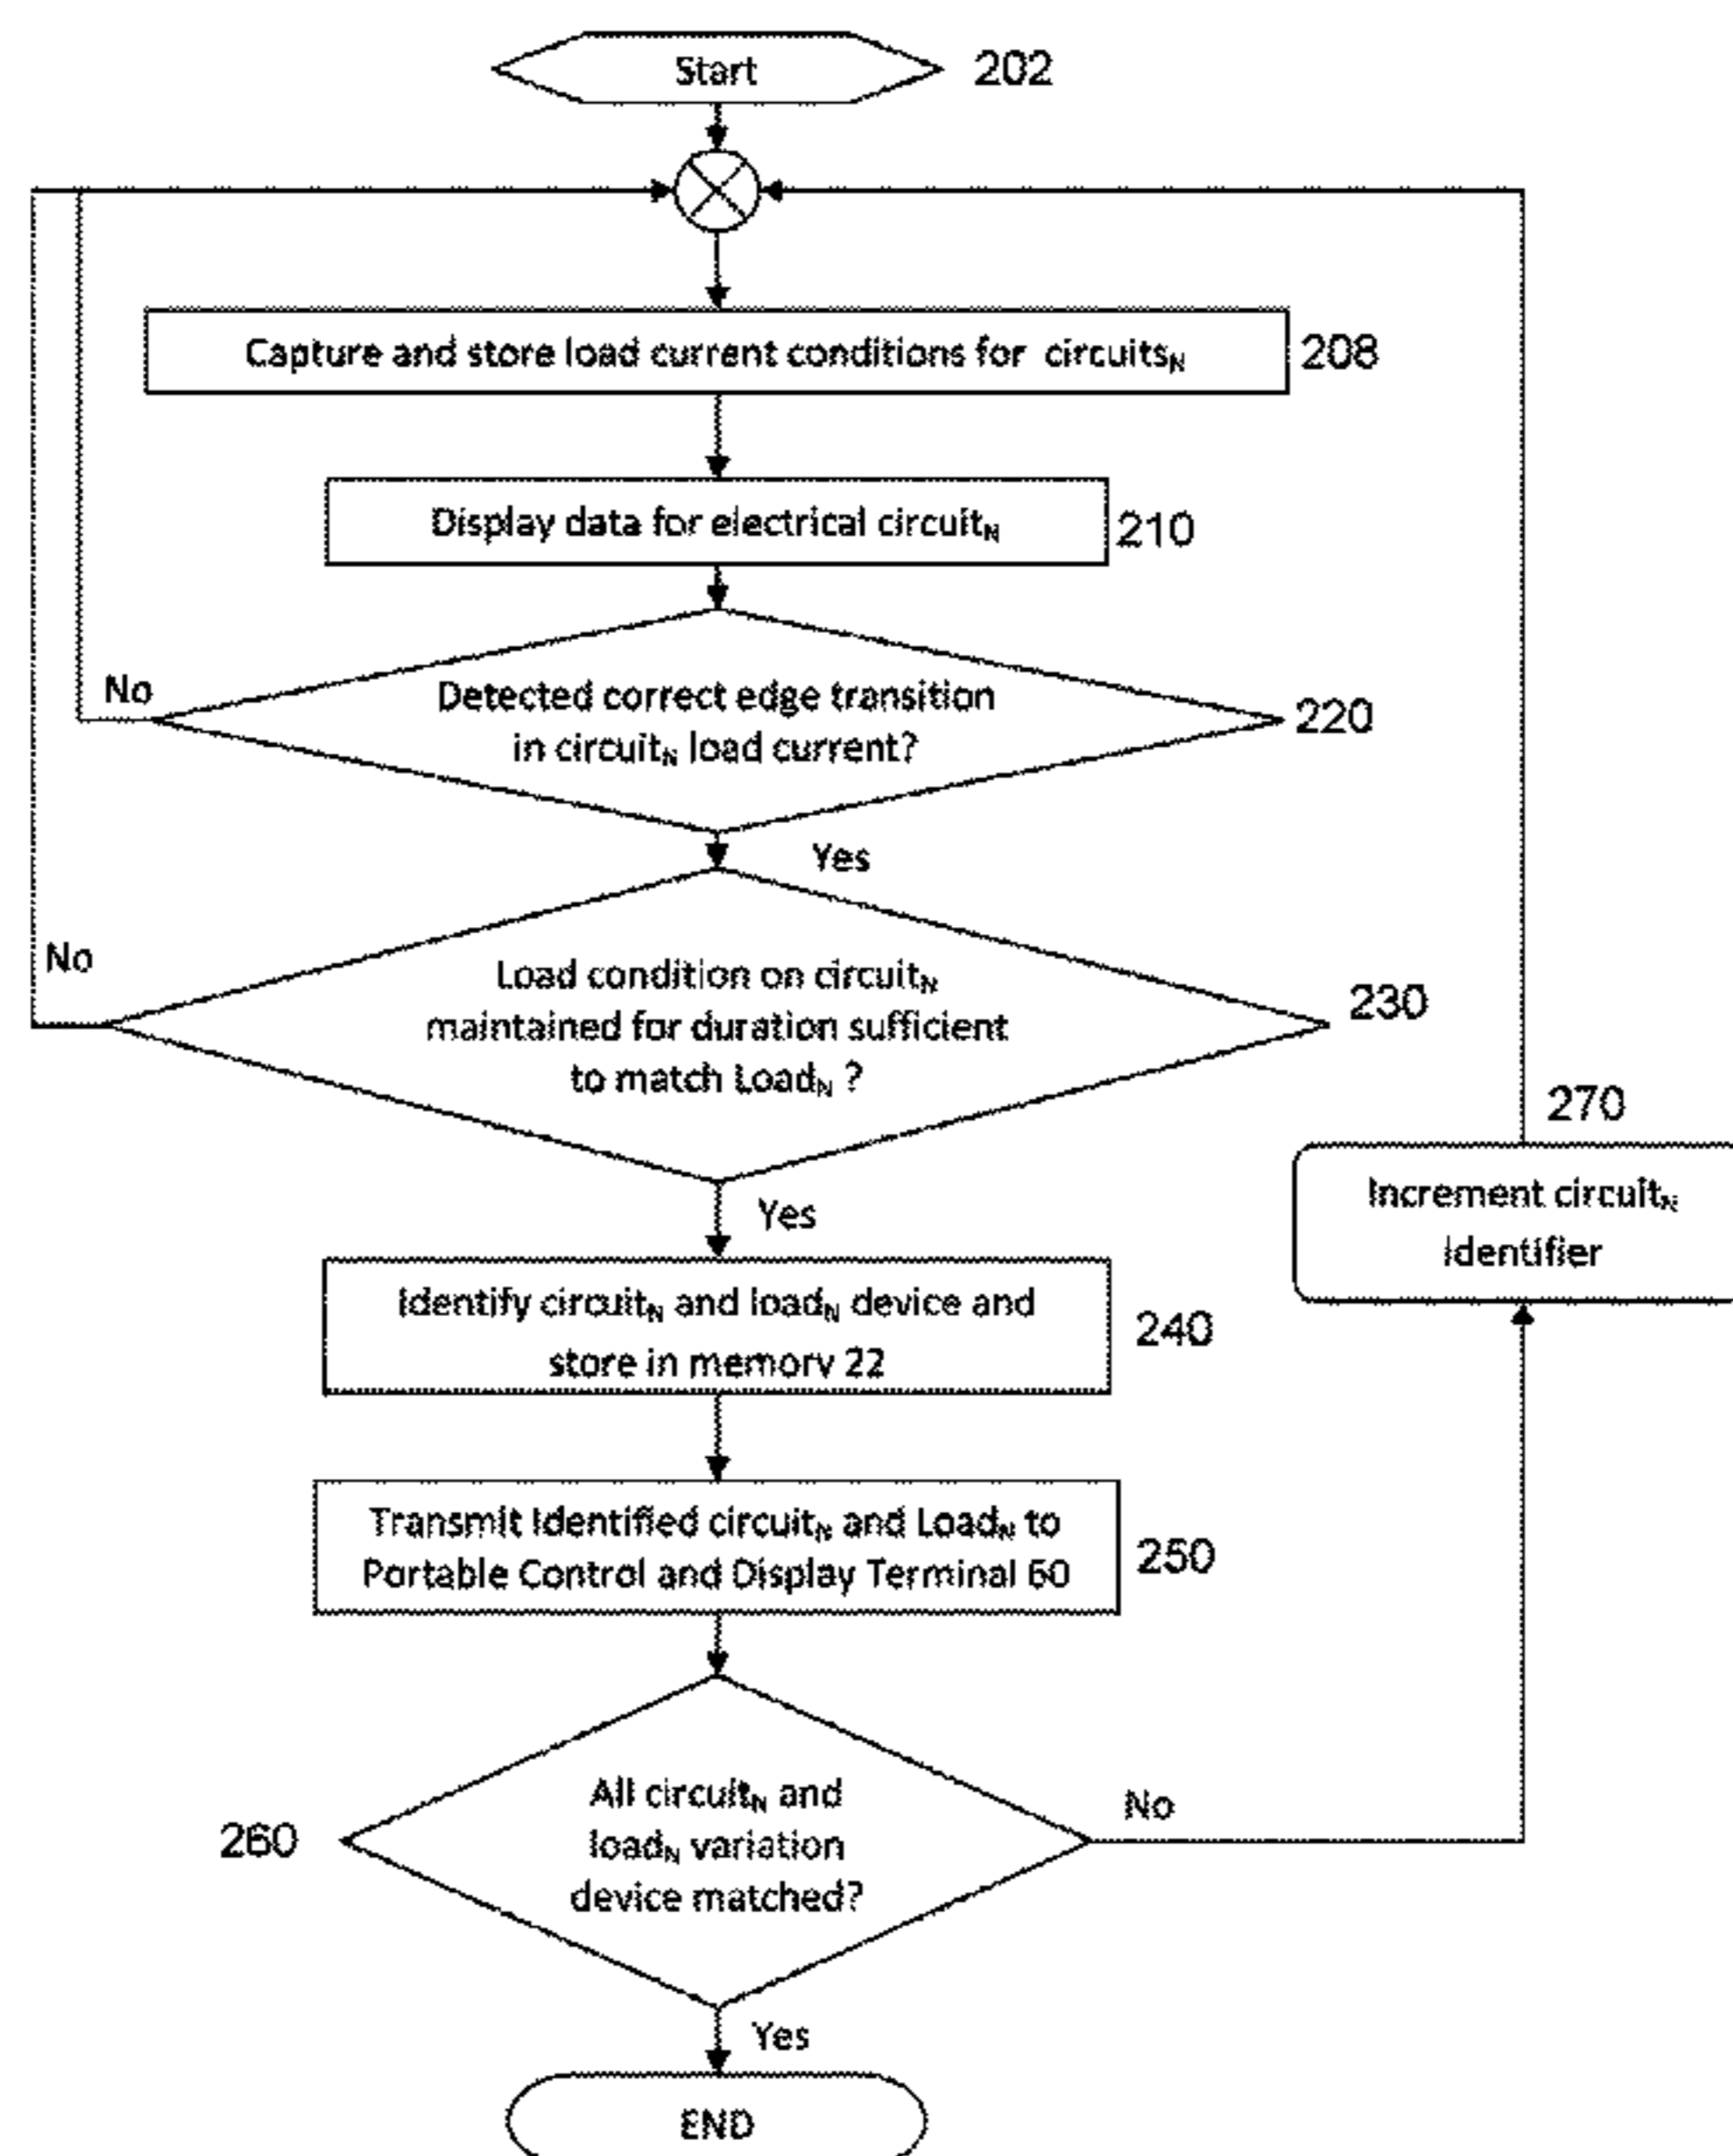 Start 202
Capture and store load current conditions for circuitsN 208
Display data for electrical circuitN 210
No
Detected correct edge transition
in circuitN load current?
220
Yes
No
Load condition on circuitN
maintained for duration sufficient
to match LoadN ?
230
Yes
270
Increment circuitN
Identifier
Identify circuitN and loadN device and
store in memory 22
240
Transmit Identified circuitN and LoadN to
Portable Control and Display Terminal 60
250
260
All circuitN and
loadN variation
device matched?
No
Yes
END